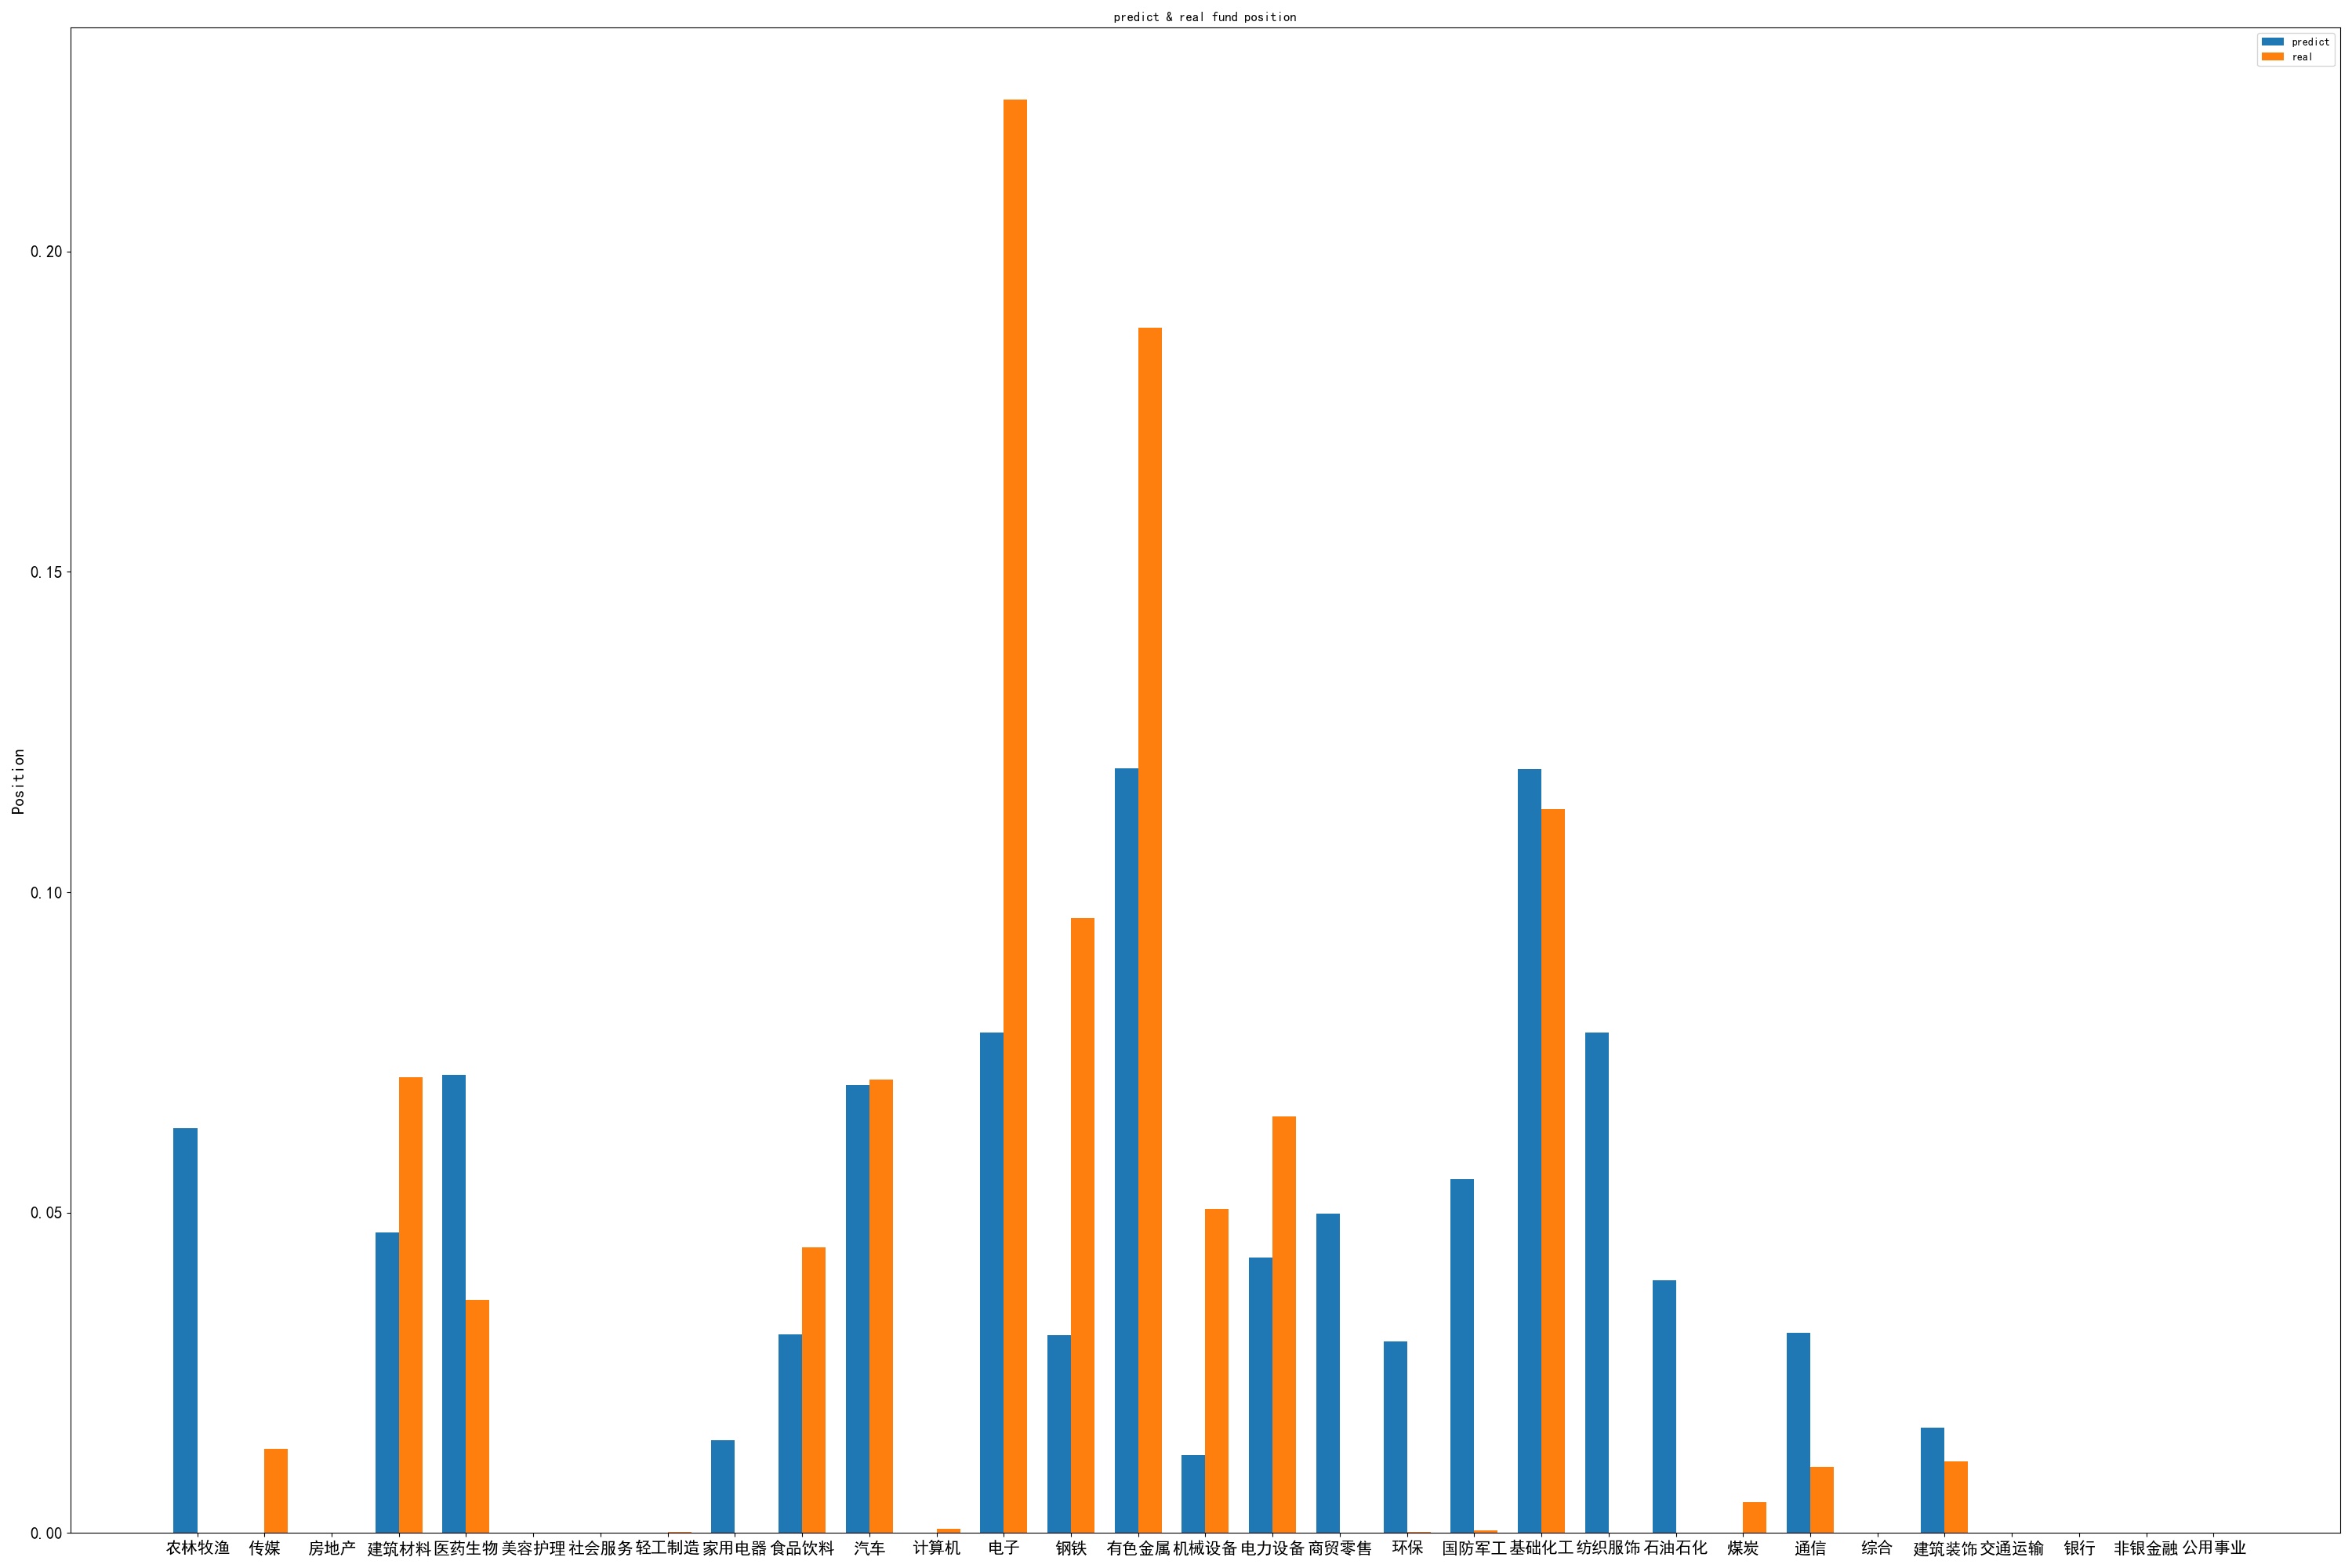 predict & real fund position
predict
real
Position
0.20
0.15
0.10
0.05
0.00
农林牧渔 传媒 房地产 建筑材料 医药生物 美容护理 社会服务 轻工制造 家用电器 食品饮料 汽车 计算机 电子 钢铁 有色金属 机械设备 电力设备 商贸零售 环保 国防军工 基础化工 纺织服饰 石油石化 煤炭 通信 综合 建筑装饰 交通运输 银行 非银金融 公用事业